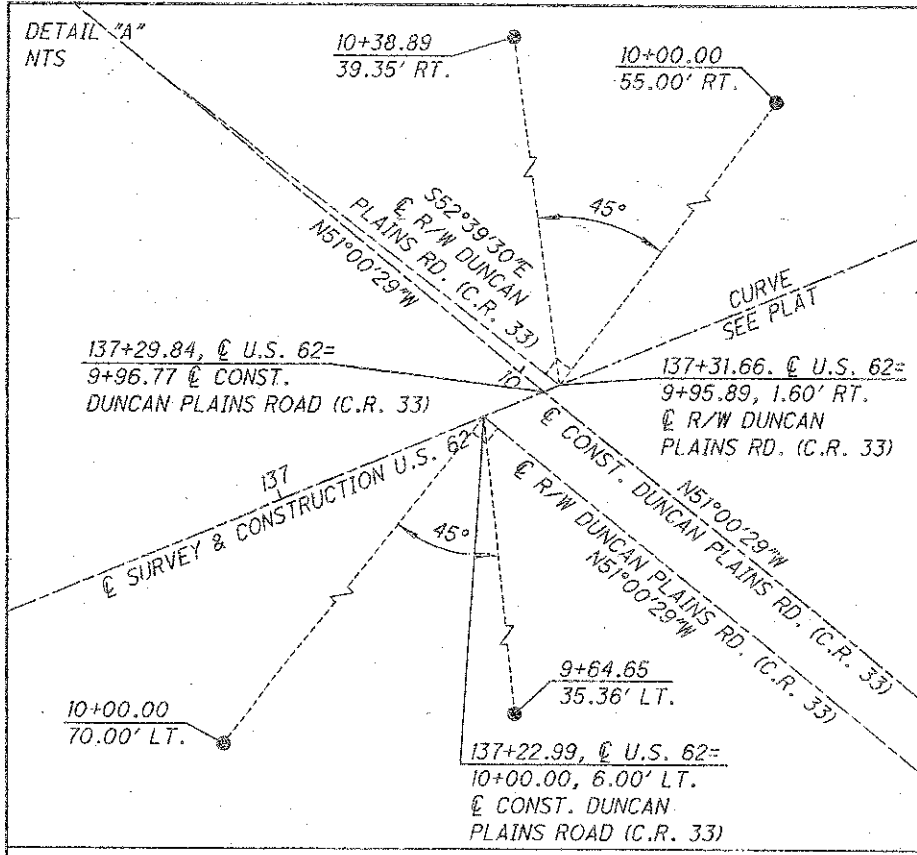 DETAIL "A"
NTS
10+38.89
39.35' RT.
10+00.00
55.00' RT.
45°
S52°39'30"E
℄ R/W DUNCAN
PLAINS RD. (C.R. 33)
N51°00'29"W
CURVE
SEE PLAT
137+29.84, ℄ U.S. 62=
9+96.77 ℄ CONST.
DUNCAN PLAINS ROAD (C.R. 33)
10
137+31.66. ℄ U.S. 62=
9+95.89, 1.60' RT.
℄ R/W DUNCAN
PLAINS RD. (C.R. 33)
137
℄ SURVEY & CONSTRUCTION U.S. 62
N51°00'29"W
℄ CONST. DUNCAN PLAINS RD. (C.R. 33)
℄ R/W DUNCAN PLAINS RD. (C.R. 33)
N51°00'29"W
45°
10+00.00
70.00' LT.
9+64.65
35.36' LT.
137+22.99, ℄ U.S. 62=
10+00.00, 6.00' LT.
℄ CONST. DUNCAN
PLAINS ROAD (C.R. 33)